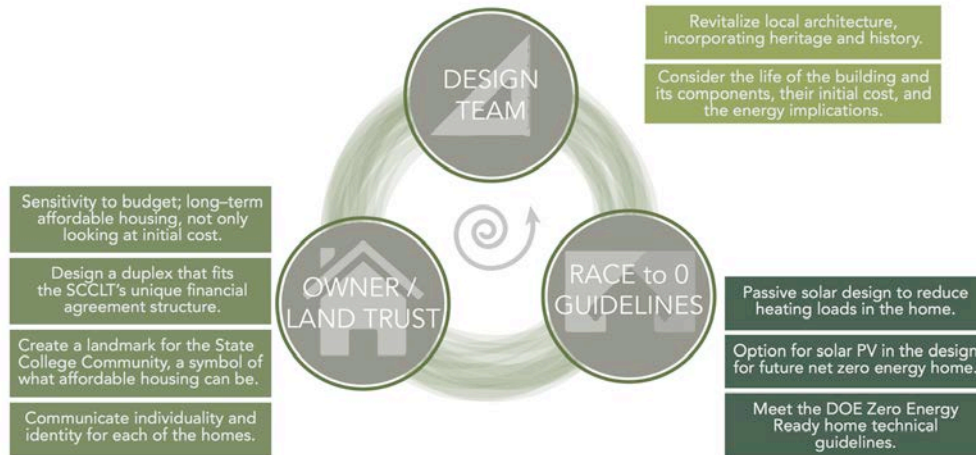 DESIGN
TEAM
Revitalize local architecture,
incorporating heritage and history.
Consider the life of the building and
its components, their initial cost, and
the energy implications.
Sensitivity to budget; long–term
affordable housing, not only
looking at initial cost.
Design a duplex that fits
the SCCLT's unique financial
agreement structure.
Create a landmark for the State
College Community, a symbol of
what affordable housing can be.
Communicate individuality and
identity for each of the homes.
OWNER /
LAND TRUST
RACE to 0
GUIDELINES
Passive solar design to reduce
heating loads in the home.
Option for solar PV in the design
for future net zero energy home.
Meet the DOE Zero Energy
Ready home technical
guidelines.